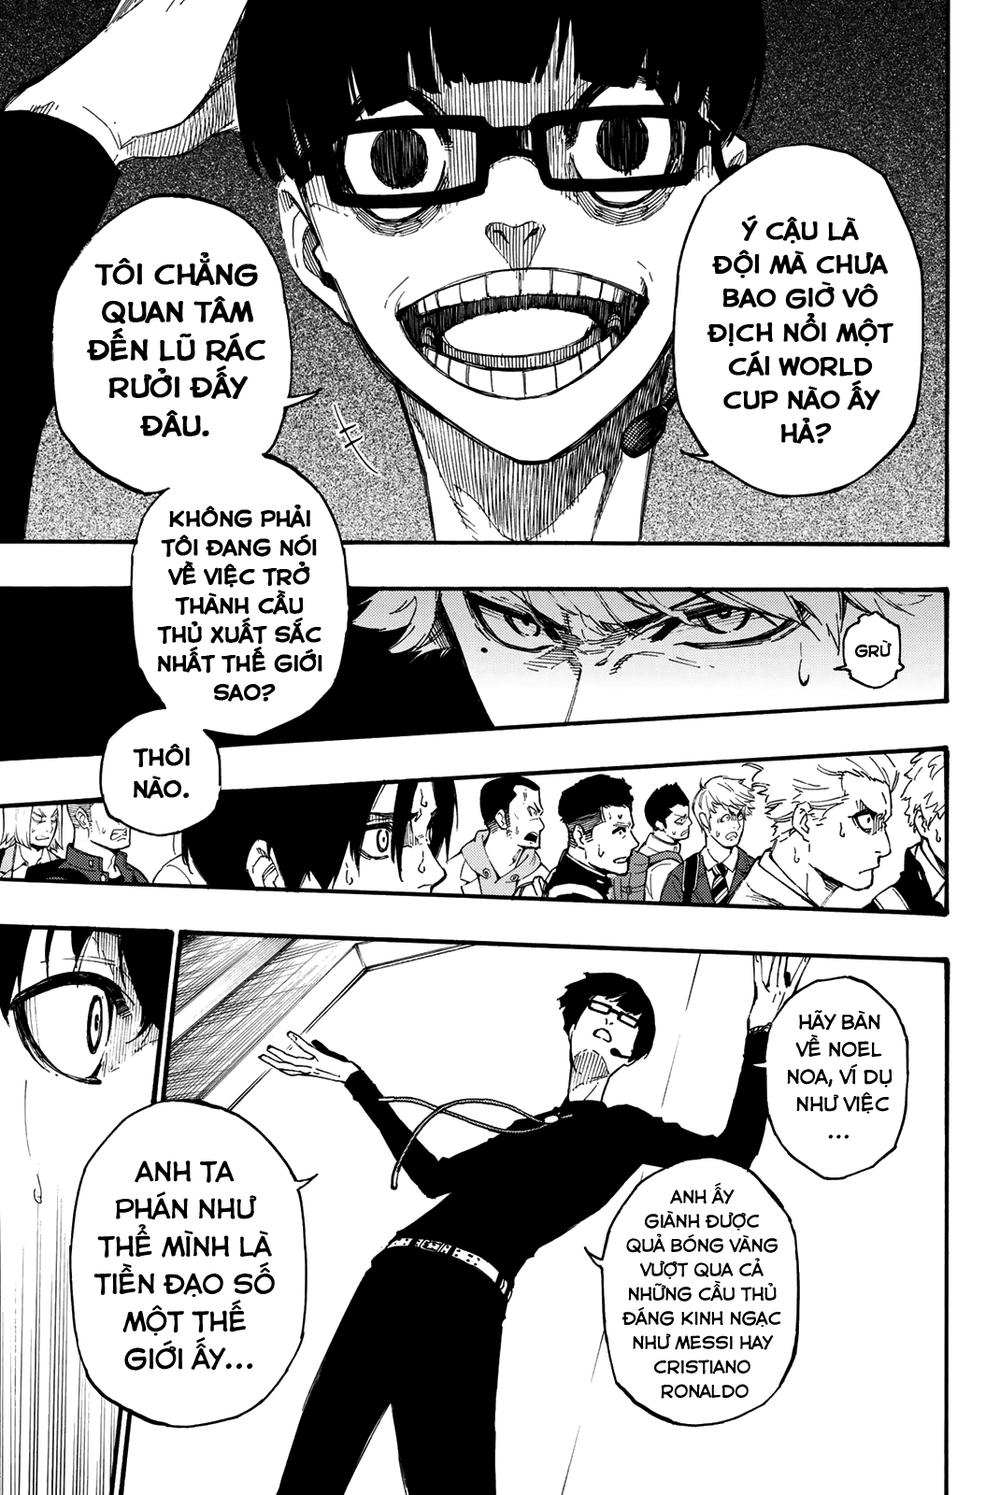 Ý CẬU LÀ
ĐỘI MÀ CHƯA
BAO GIỜ VÔ
ĐỊCH NỔI MỘT
CÁI WORLD
CUP NÀO ẤY
HẢ?
TÔI CHẲNG
QUAN TÂM
ĐẾN LŨ RÁC
RƯỞI ĐẤY
ĐÂU.
KHÔNG PHẢI
TÔI ĐANG NÓI
VỀ VIỆC TRỞ
THÀNH CẦU
THỦ XUẤT SẮC
NHẤT THẾ GIỚI
SAO?
GRỪ
THÔI
NÀO.
HÃY BÀN
VỀ NOEL
NOA, VÍ DỤ
NHƯ VIỆC
...
ANH ẤY
GIÀNH ĐƯỢC
QUẢ BÓNG VÀNG
VƯỢT QUA CẢ
NHỮNG CẦU THỦ
ĐÁNG KINH NGẠC
NHƯ MESSI HAY
CRISTIANO
RONALDO
ANH TA
PHÁN NHƯ
THỂ MÌNH LÀ
TIỀN ĐẠO SỐ
MỘT THẾ
GIỚI ẤY...